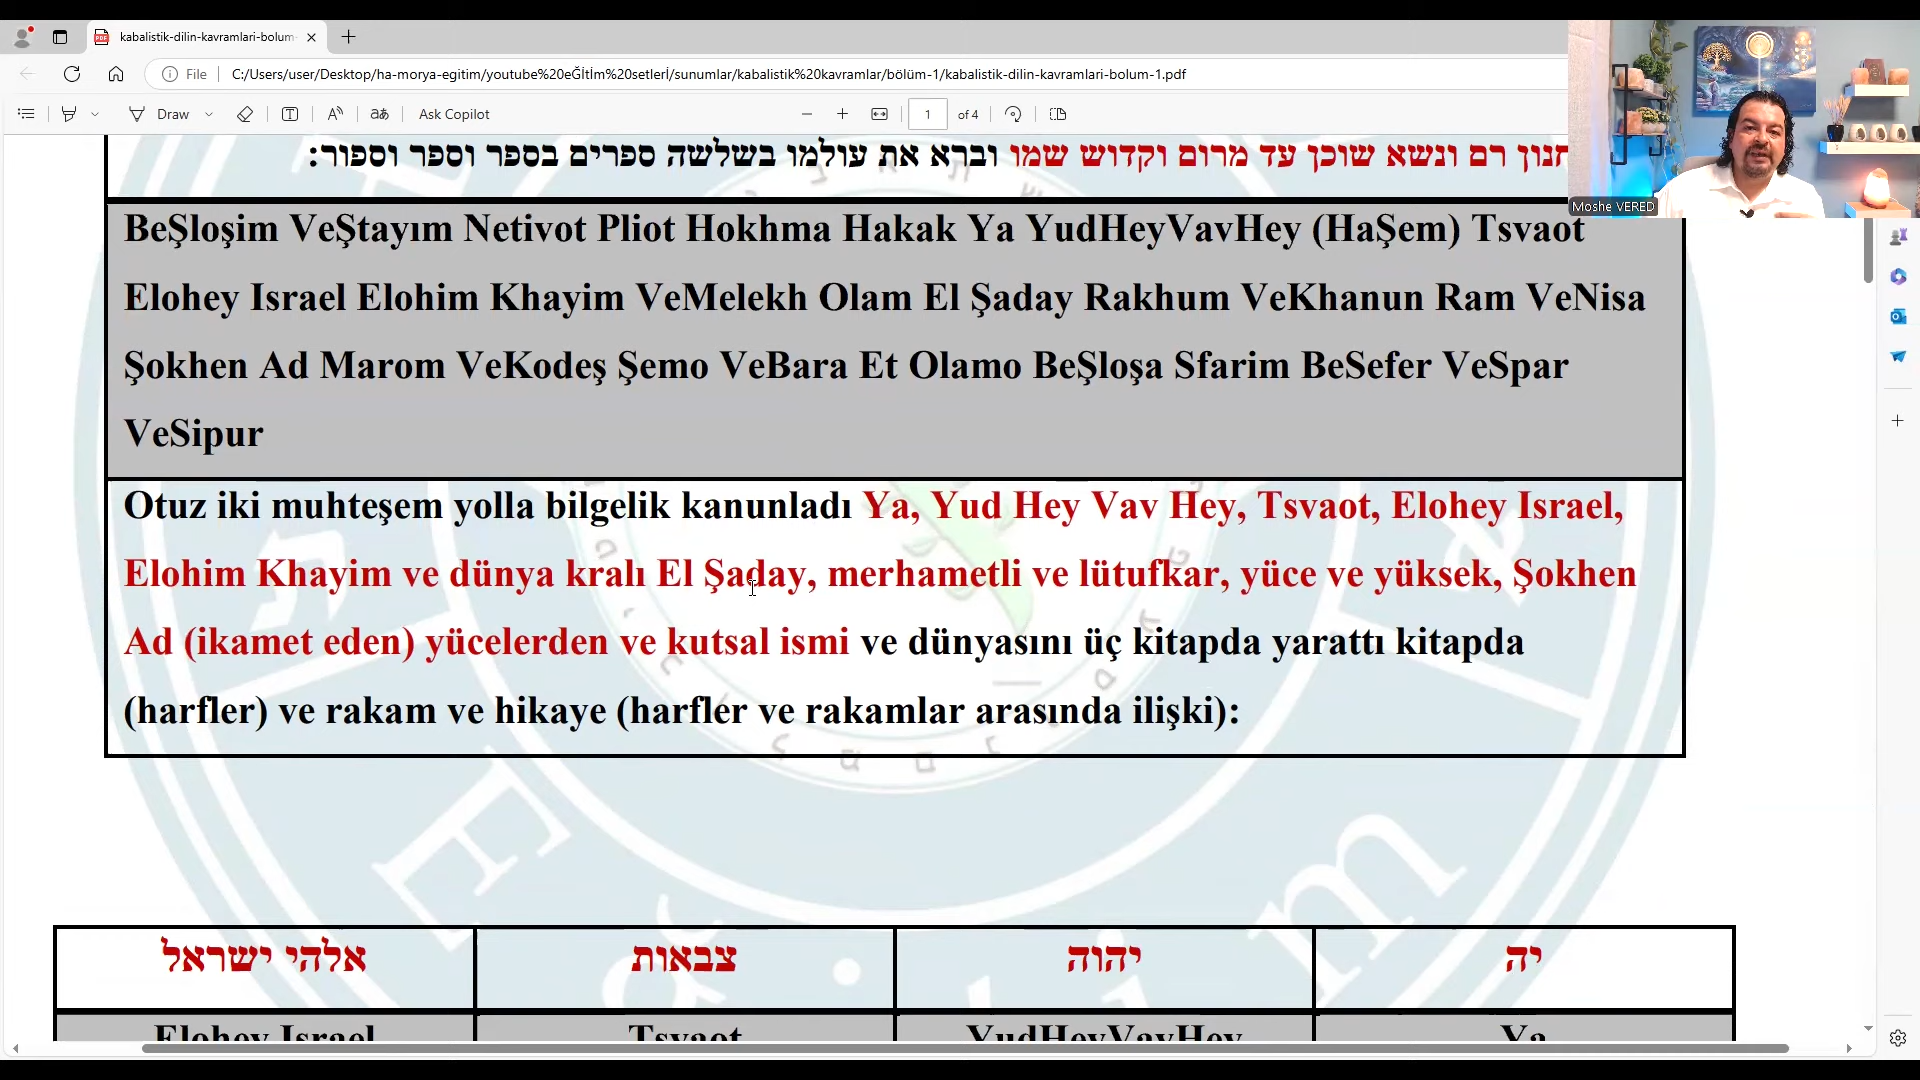 kabalistik-dilin-kavramlari-bolum-
File
C:/Users/user/Desktop/ha-morya-egitim/youtube%20eĞİtİm%20setlerİ/sunumlar/kabalistik%20kavramlar/bölüm-1/kabalistik-dilin-kavramlari-bolum-1.pdf
Draw
Ask Copilot
1 of 4
חנון רם ונשא שוכן עד מרום וקדוש שמו וברא את עולמו בשלשה ספרים בספר וספר וספור:
Moshe VERED
BeŞloşim VeŞtayım Netivot Pliot Hokhma Hakak Ya YudHeyVavHey (HaŞem) Tsvaot
Elohey Israel Elohim Khayim VeMelekh Olam El Şaday Rakhum VeKhanun Ram VeNisa
Şokhen Ad Marom VeKodeş Şemo VeBara Et Olamo BeŞloşa Sfarim BeSefer VeSpar
VeSipur
Otuz iki muhteşem yolla bilgelik kanunladı Ya, Yud Hey Vav Hey, Tsvaot, Elohey Israel,
Elohim Khayim ve dünya kralı El Şaday, merhametli ve lütufkar, yüce ve yüksek, Şokhen
Ad (ikamet eden) yücelerden ve kutsal ismi ve dünyasını üç kitapda yarattı kitapda
(harfler) ve rakam ve hikaye (harfler ve rakamlar arasında ilişki):
אלהי ישראל צבאות יהוה יה
Elohey Israel Tsvaot YudHeyVavHey Ya